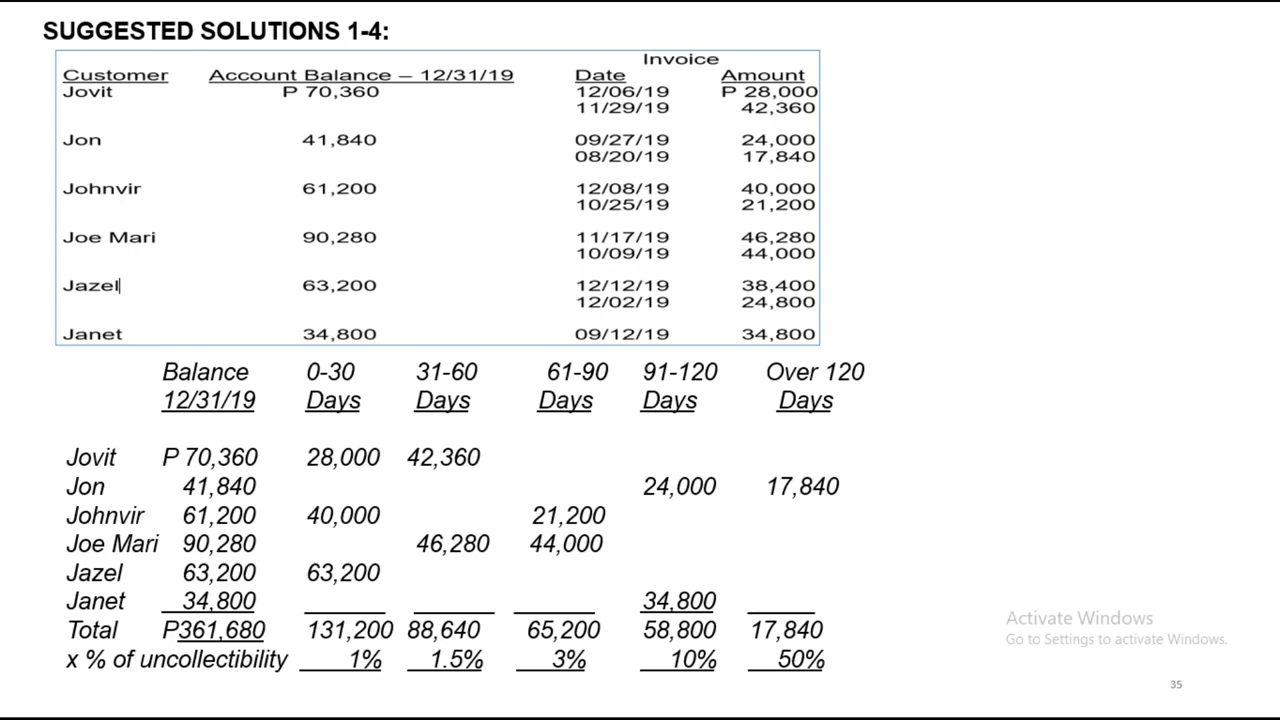 SUGGESTED SOLUTIONS 1-4:
Invoice
Customer Account Balance – 12/31/19 Date Amount
Jovit P 70,360 12/06/19 P 28,000
11/29/19 42,360
Jon 41,840 09/27/19 24,000
08/20/19 17,840
Johnvir 61,200 12/08/19 40,000
10/25/19 21,200
Joe Mari 90,280 11/17/19 46,280
10/09/19 44,000
Jazel 63,200 12/12/19 38,400
12/02/19 24,800
Janet 34,800 09/12/19 34,800
Balance 0-30 31-60 61-90 91-120 Over 120
12/31/19 Days Days Days Days Days
Jovit P 70,360 28,000 42,360
Jon 41,840 24,000 17,840
Johnvir 61,200 40,000 21,200
Joe Mari 90,280 46,280 44,000
Jazel 63,200 63,200
Janet 34,800 34,800
Total P361,680 131,200 88,640 65,200 58,800 17,840
x % of uncollectibility 1% 1.5% 3% 10% 50%
Activate Windows
Go to Settings to activate Windows.
35